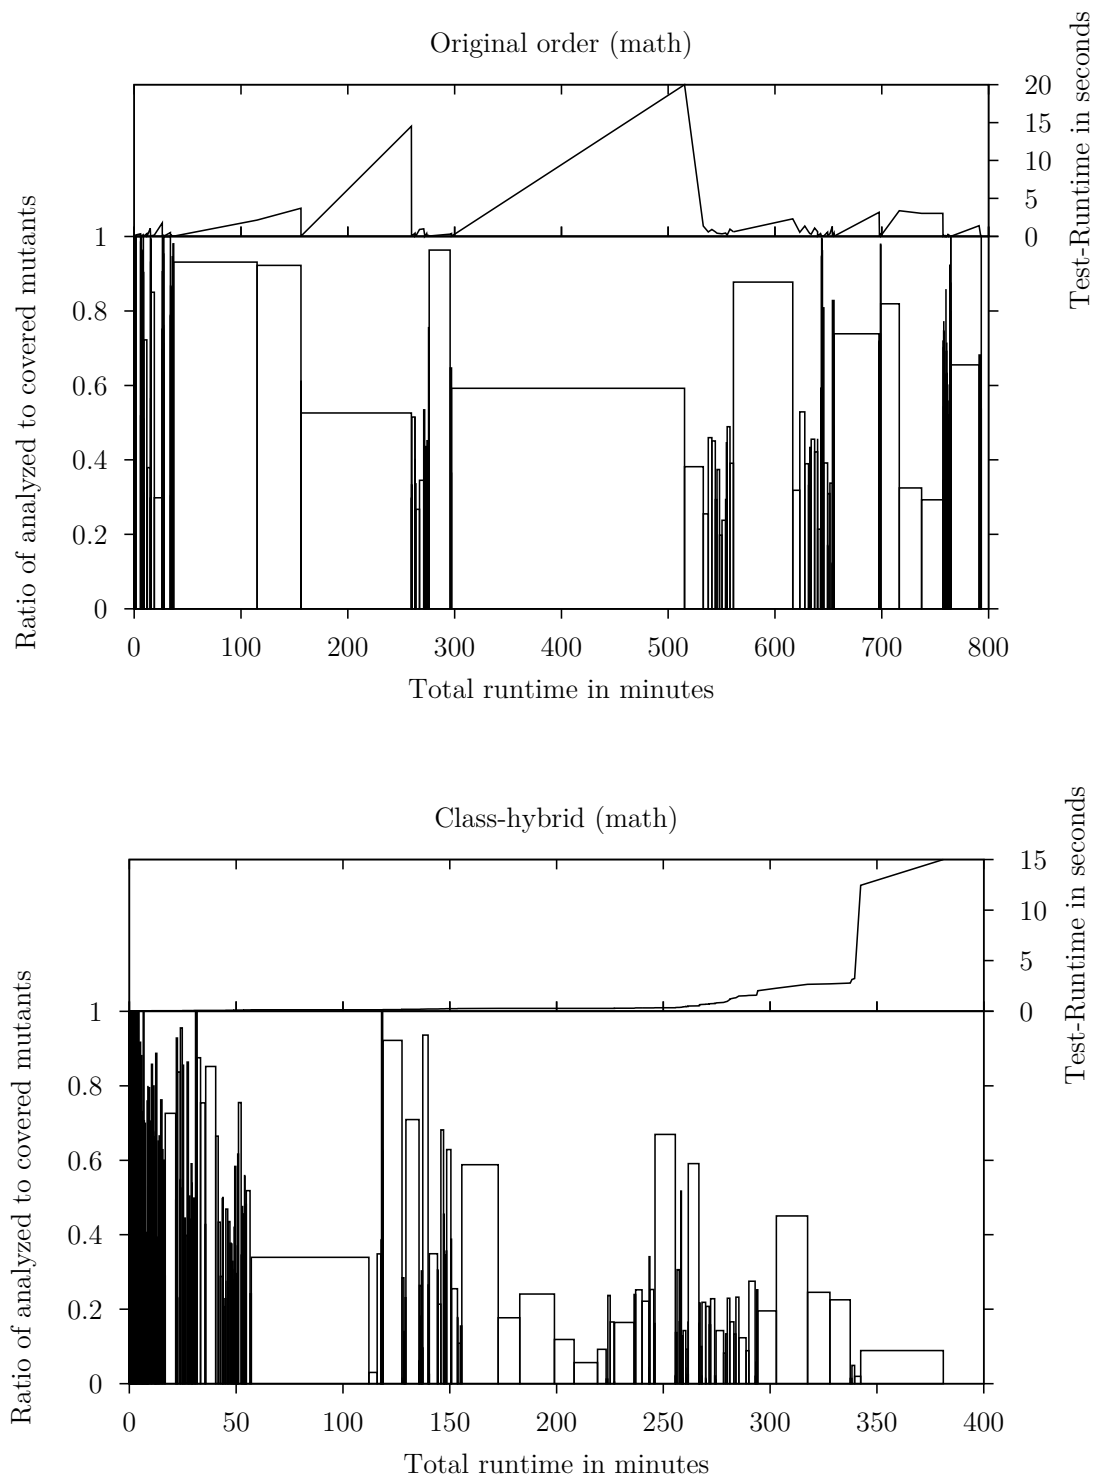 Original order (math)
20
15
10
5
0
Test-Runtime in seconds
1
0.8
0.6
0.4
0.2
0
Ratio of analyzed to covered mutants
0 100 200 300 400 500 600 700 800
Total runtime in minutes
Class-hybrid (math)
15
10
5
0
Test-Runtime in seconds
1
0.8
0.6
0.4
0.2
0
Ratio of analyzed to covered mutants
0 50 100 150 200 250 300 350 400
Total runtime in minutes